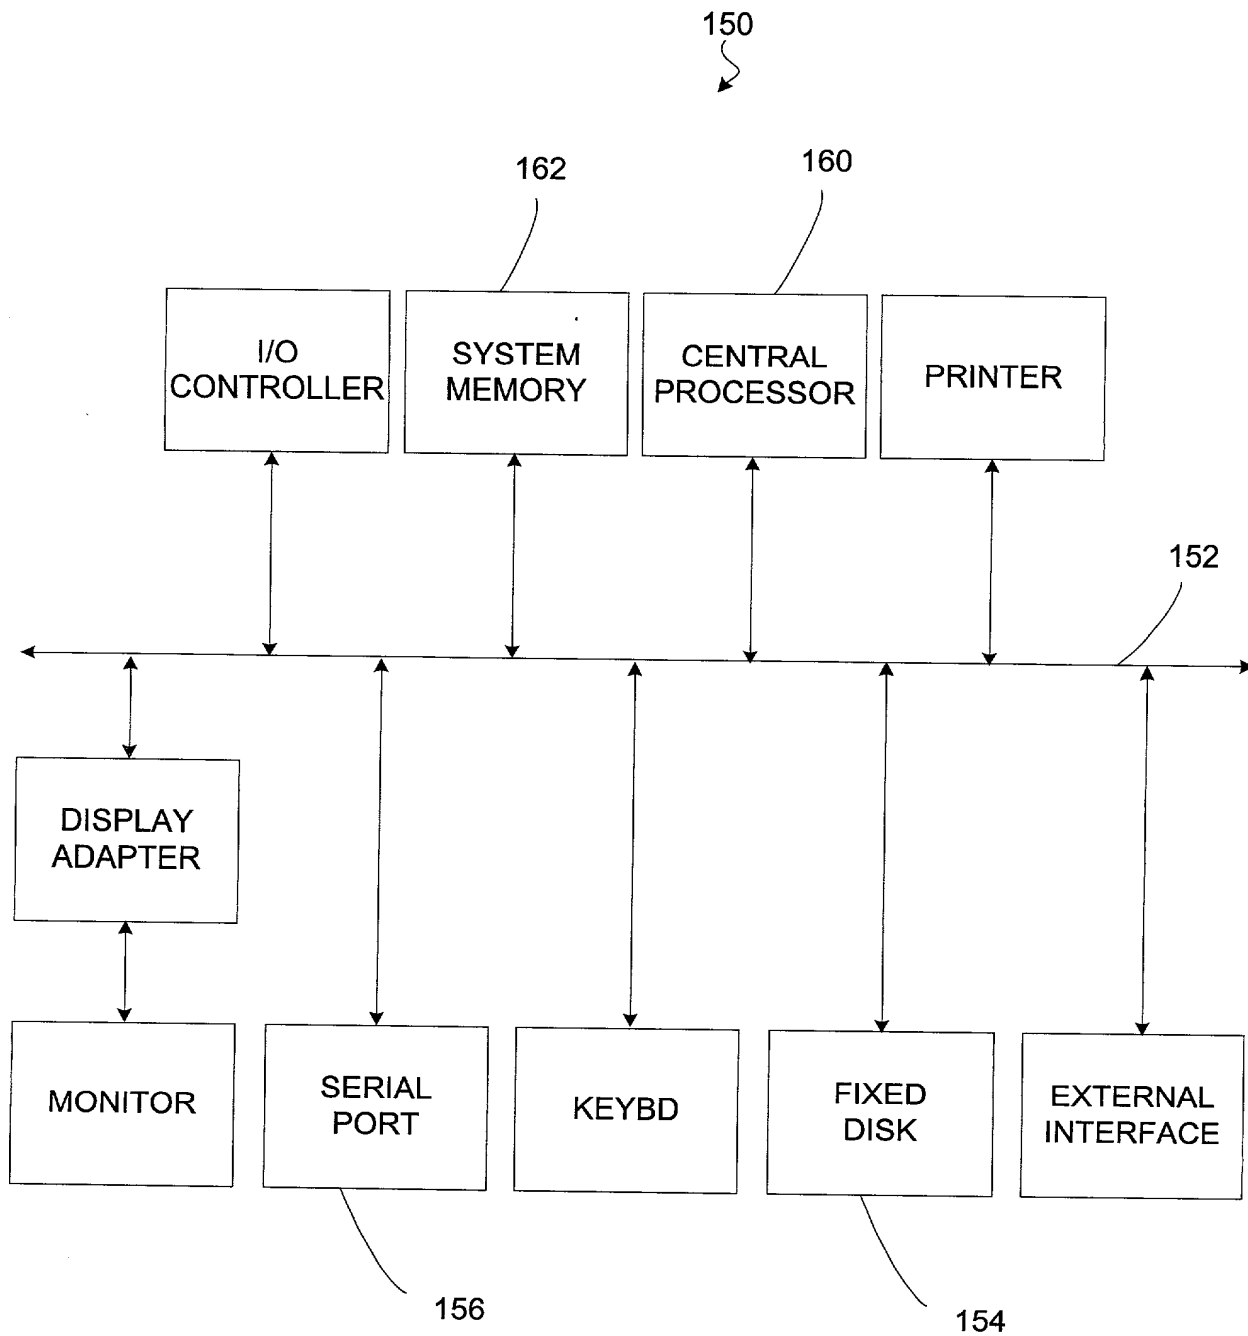 150
162
160
I/O
CONTROLLER
SYSTEM
MEMORY
CENTRAL
PROCESSOR
PRINTER
152
DISPLAY
ADAPTER
MONITOR
SERIAL
PORT
KEYBD
FIXED
DISK
EXTERNAL
INTERFACE
156
154